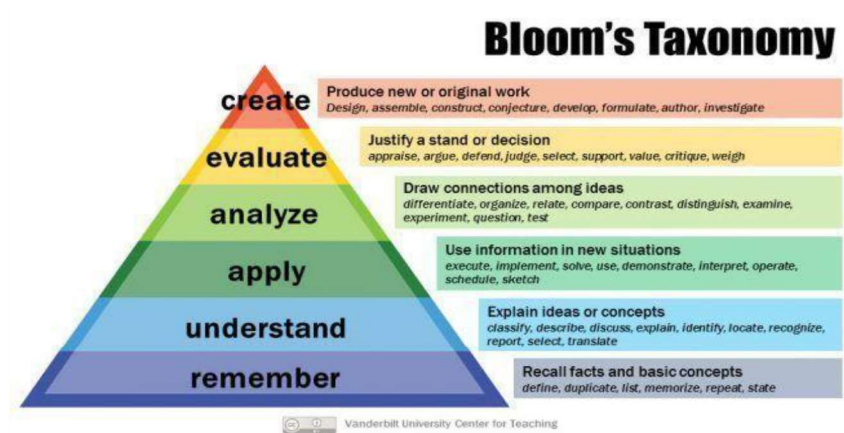 Bloom's Taxonomy
create
Produce new or original work
Design, assemble, construct, conjecture, develop, formulate, author, investigate
evaluate
Justify a stand or decision
appraise, argue, defend, judge, select, support, value, critique, weigh
analyze
Draw connections among ideas
differentiate, organize, relate, compare, contrast, distinguish, examine,
experiment, question, test
apply
Use information in new situations
execute, implement, solve, use, demonstrate, interpret, operate,
schedule, sketch
understand
Explain ideas or concepts
classify, describe, discuss, explain, identify, locate, recognize,
report, select, translate
remember
Recall facts and basic concepts
define, duplicate, list, memorize, repeat, state
cc
Vanderbilt University Center for Teaching